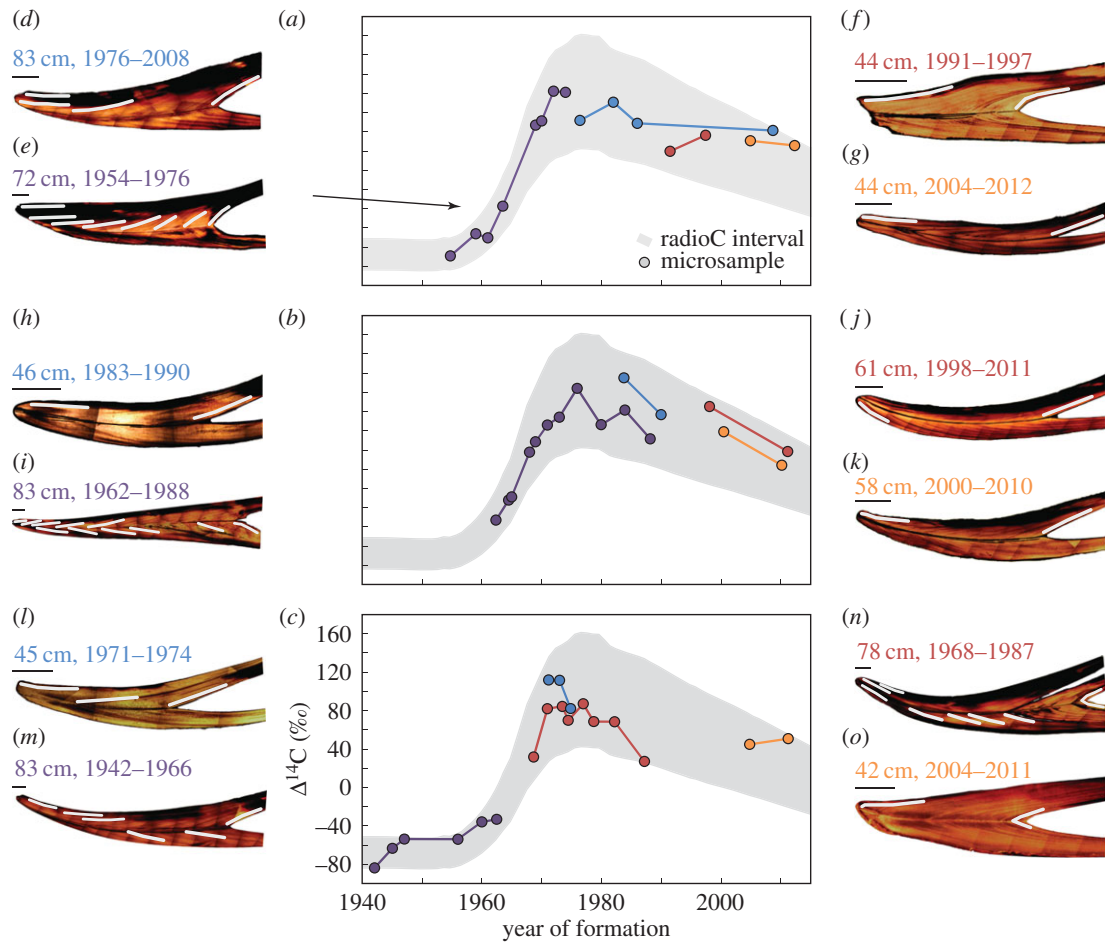 (d)
83 cm, 1976–2008
(e)
72 cm, 1954–1976
(a)
radioC interval
microsample
(f)
44 cm, 1991–1997
(g)
44 cm, 2004–2012
(h)
46 cm, 1983–1990
(i)
83 cm, 1962–1988
(b)
(j)
61 cm, 1998–2011
(k)
58 cm, 2000–2010
(l)
45 cm, 1971–1974
(m)
83 cm, 1942–1966
(c)
160
120
80
40
0
–40
–80
Δ14C (‰)
1940 1960 1980 2000
year of formation
(n)
78 cm, 1968–1987
(o)
42 cm, 2004–2011